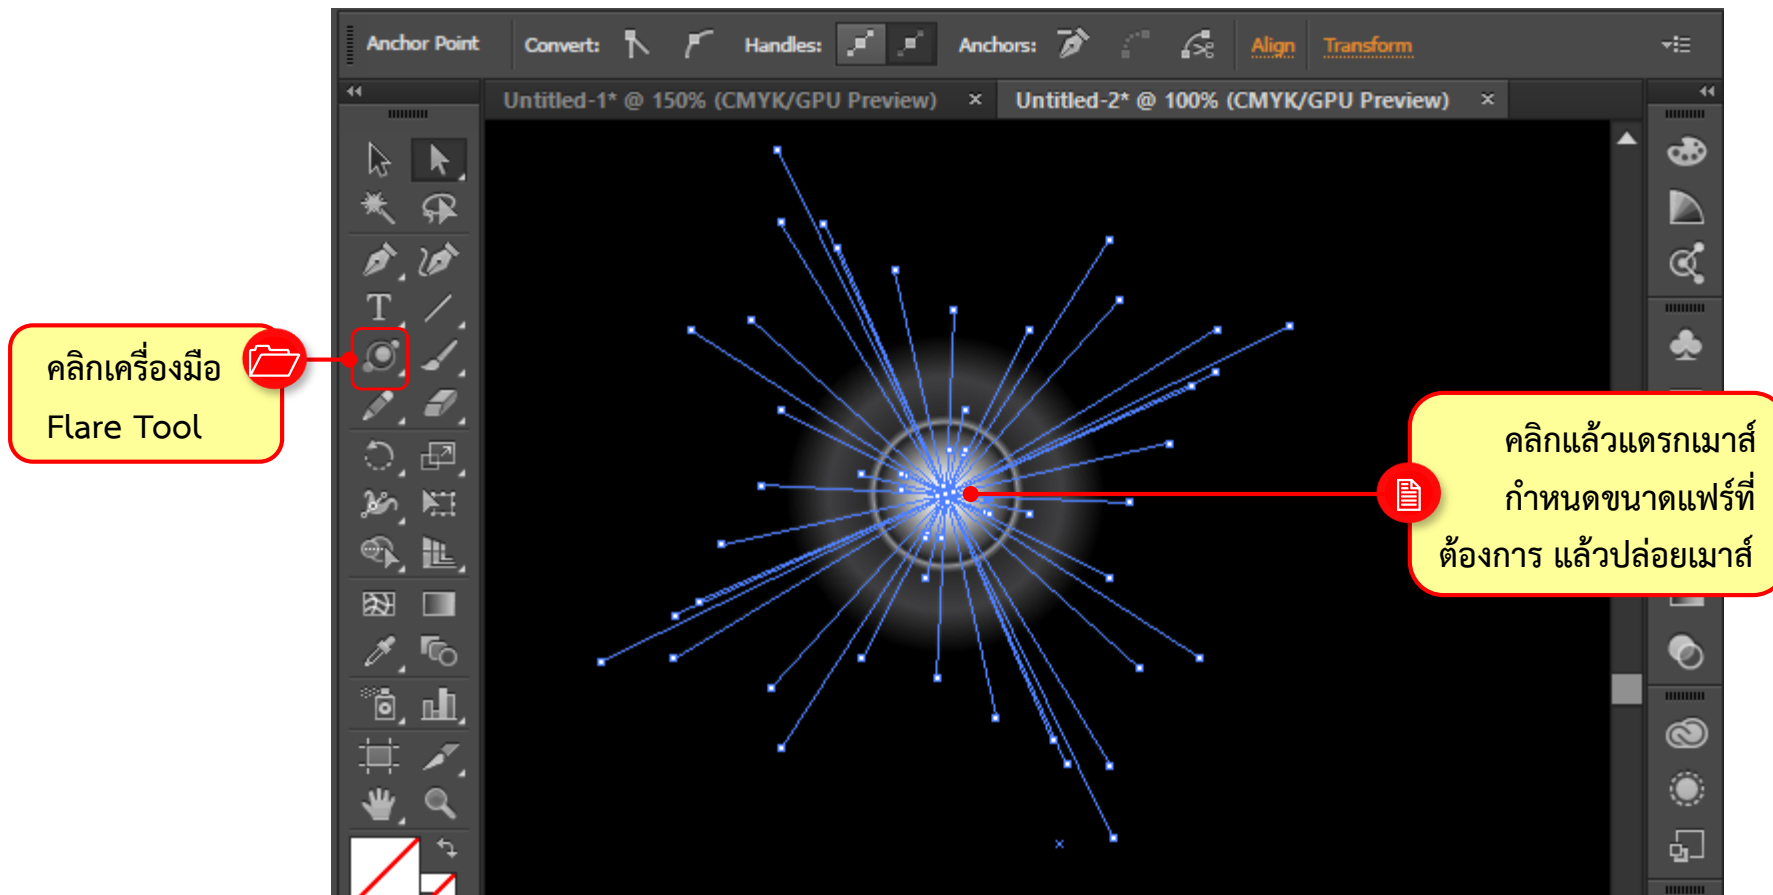 Anchor Point Convert: Handles: Anchors: Align Transform
Untitled-1* @ 150% (CMYK/GPU Preview) × Untitled-2* @ 100% (CMYK/GPU Preview) ×
คลิกเครื่องมือ
Flare Tool
คลิกแล้วแดรกเมาส์
กำหนดขนาดแฟร์ที่
ต้องการ แล้วปล่อยเมาส์